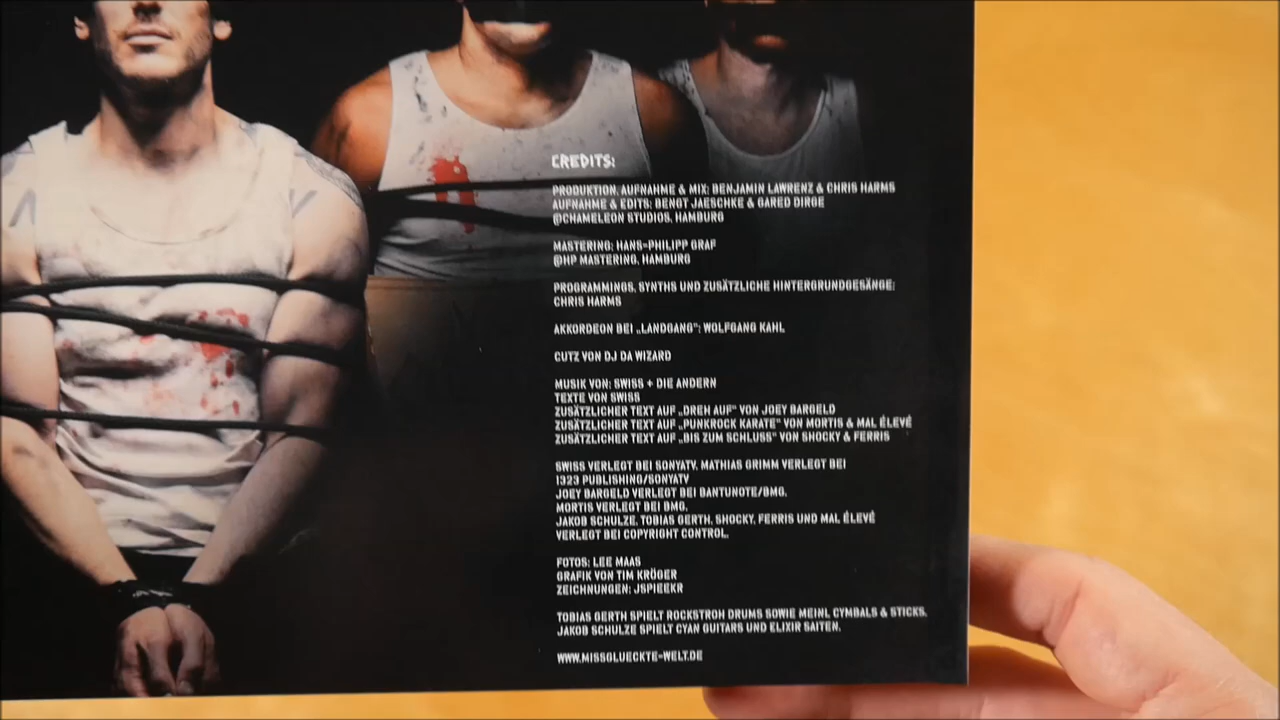 CREDITS:
PRODUKTION, AUFNAHME & MIX: BENJAMIN LAWRENZ & CHRIS HARMS
AUFNAHME & EDITS: BENGT JAESCHKE & GARED DIRGE
@CHAMELEON STUDIOS, HAMBURG
MASTERING: HANS-PHILIPP GRAF
@HP MASTERING, HAMBURG
PROGRAMMINGS, SYNTHS UND ZUSÄTZLICHE HINTERGRUNDGESÄNGE:
CHRIS HARMS
AKKORDEON BEI „LANDGANG": WOLFGANG KAHL
CUTZ VON DJ DA WIZARD
MUSIK VON: SWISS + DIE ANDERN
TEXTE VON SWISS
ZUSÄTZLICHER TEXT AUF „DREH AUF" VON JOEY BARGELD
ZUSÄTZLICHER TEXT AUF „PUNKROCK KARATE" VON MORTIS & MAL ÉLEVÉ
ZUSÄTZLICHER TEXT AUF „BIS ZUM SCHLUSS" VON SHOCKY & FERRIS
SWISS VERLEGT BEI SONYATV, MATHIAS GRIMM VERLEGT BEI
1323 PUBLISHING/SONYATV
JOEY BARGELD VERLEGT BEI BANTUNOTE/BMG,
MORTIS VERLEGT BEI BMG,
JAKOB SCHULZE, TOBIAS GERTH, SHOCKY, FERRIS UND MAL ÉLEVÉ
VERLEGT BEI COPYRIGHT CONTROL.
FOTOS: LEE MAAS
GRAFIK VON TIM KRÖGER
ZEICHNUNGEN: JSPIEEKR
TOBIAS GERTH SPIELT ROCKSTROH DRUMS SOWIE MEINL CYMBALS & STICKS,
JAKOB SCHULZE SPIELT CYAN GUITARS UND ELIXIR SAITEN.
WWW.MISSGLUECKTE-WELT.DE